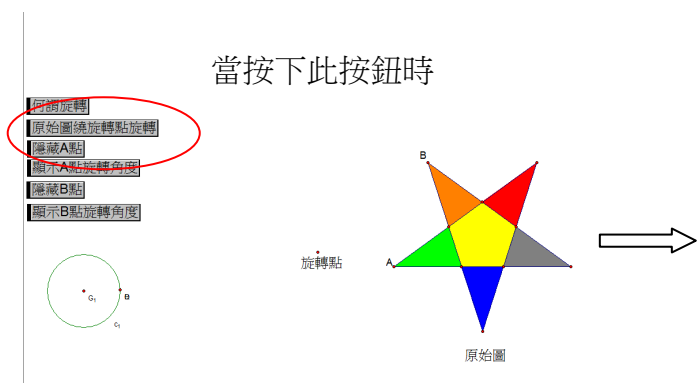 當按下此按鈕時
何謂旋轉
原始圖繞旋轉點旋轉
隱藏A點
顯示A點旋轉角度
隱藏B點
顯示B點旋轉角度
B
A
旋轉點
G1
c1
原始圖